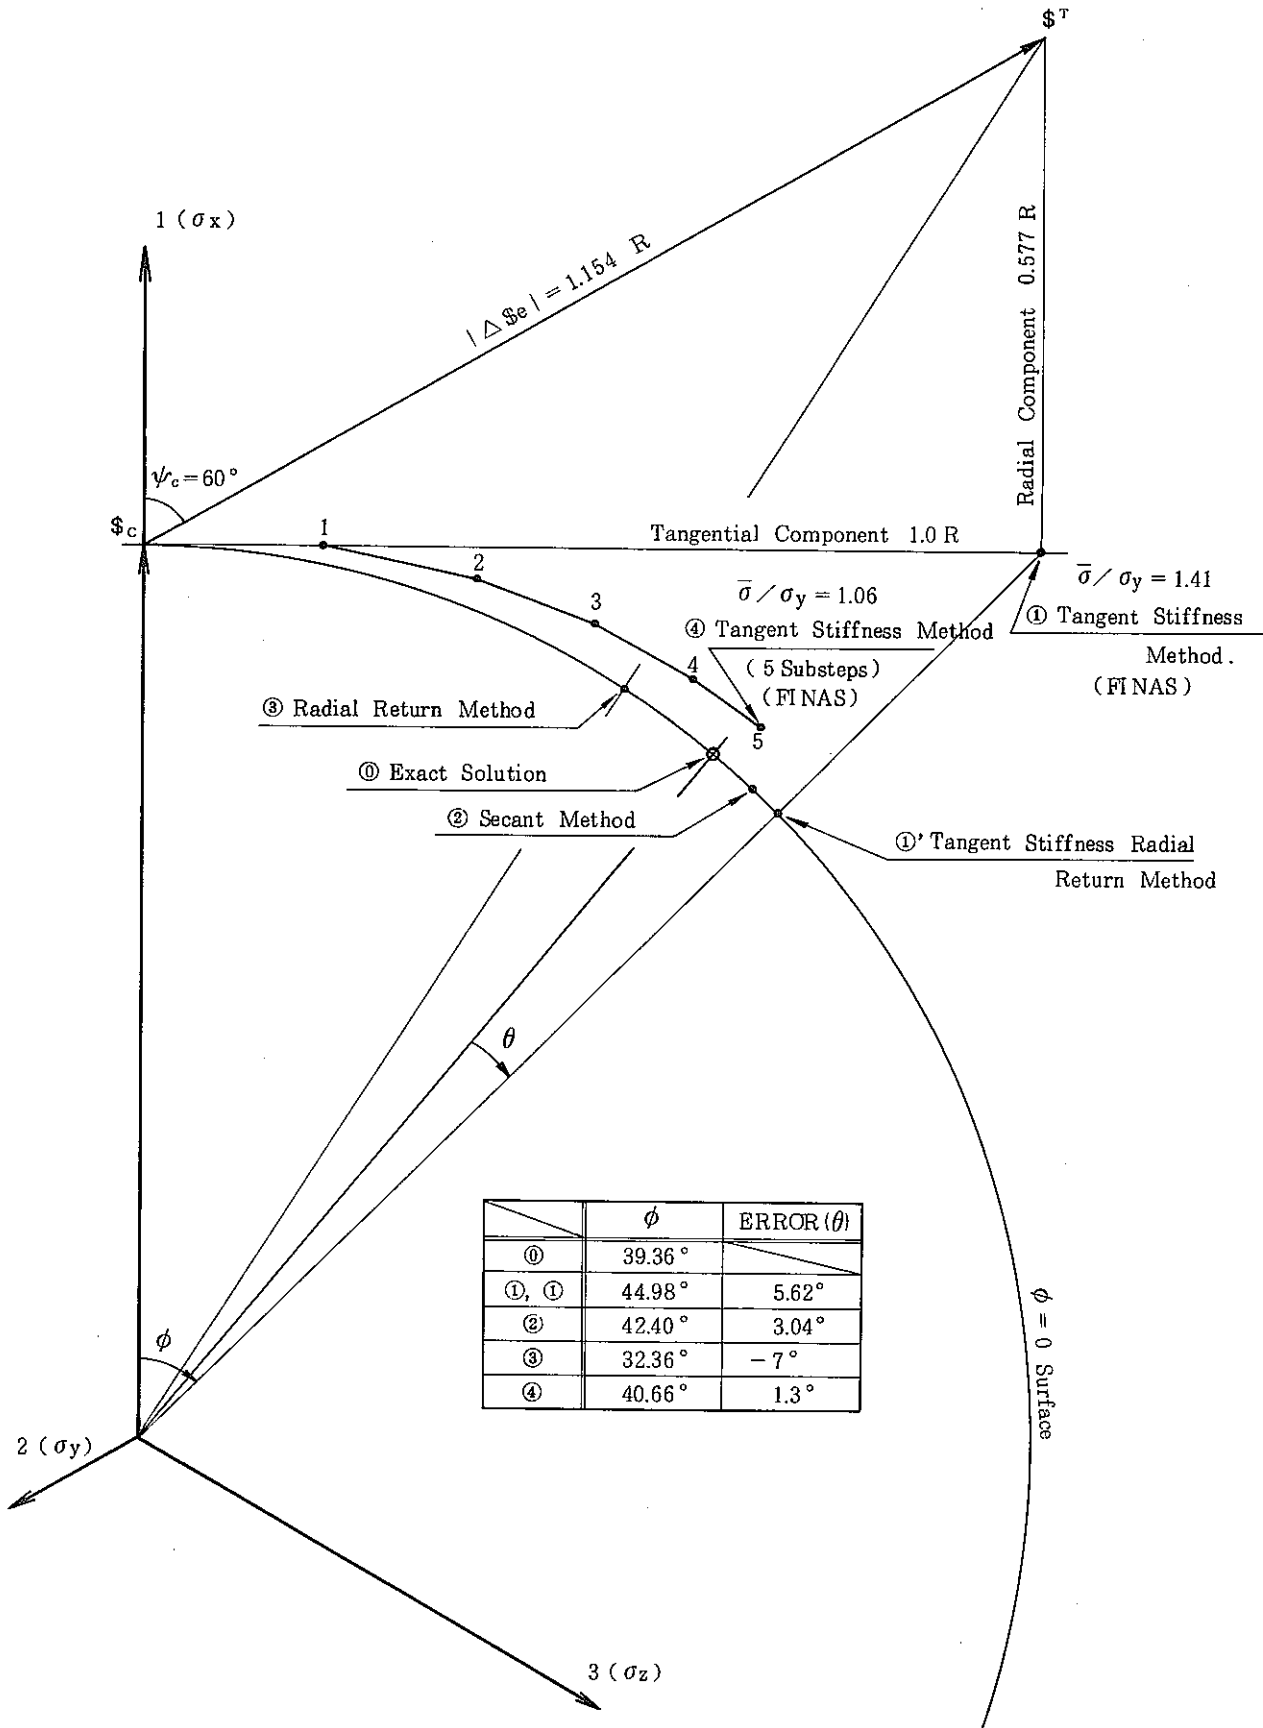 $ᵀ
1 (σx)
|△$e| = 1.154 R
Radial Component 0.577 R
ψc = 60°
$c
1
Tangential Component 1.0 R
2
σ̅ / σy = 1.41
σ̅ / σy = 1.06
3
④ Tangent Stiffness Method
① Tangent Stiffness
Method.
(FINAS)
4
(5 Substeps)
(FINAS)
③ Radial Return Method
5
⓪ Exact Solution
② Secant Method
①' Tangent Stiffness Radial
Return Method
θ
ϕ ERROR(θ)
⓪ 39.36°
①, ① 44.98° 5.62°
② 42.40° 3.04°
③ 32.36° −7°
④ 40.66° 1.3°
ϕ = 0 Surface
ϕ
2 (σy)
3 (σz)